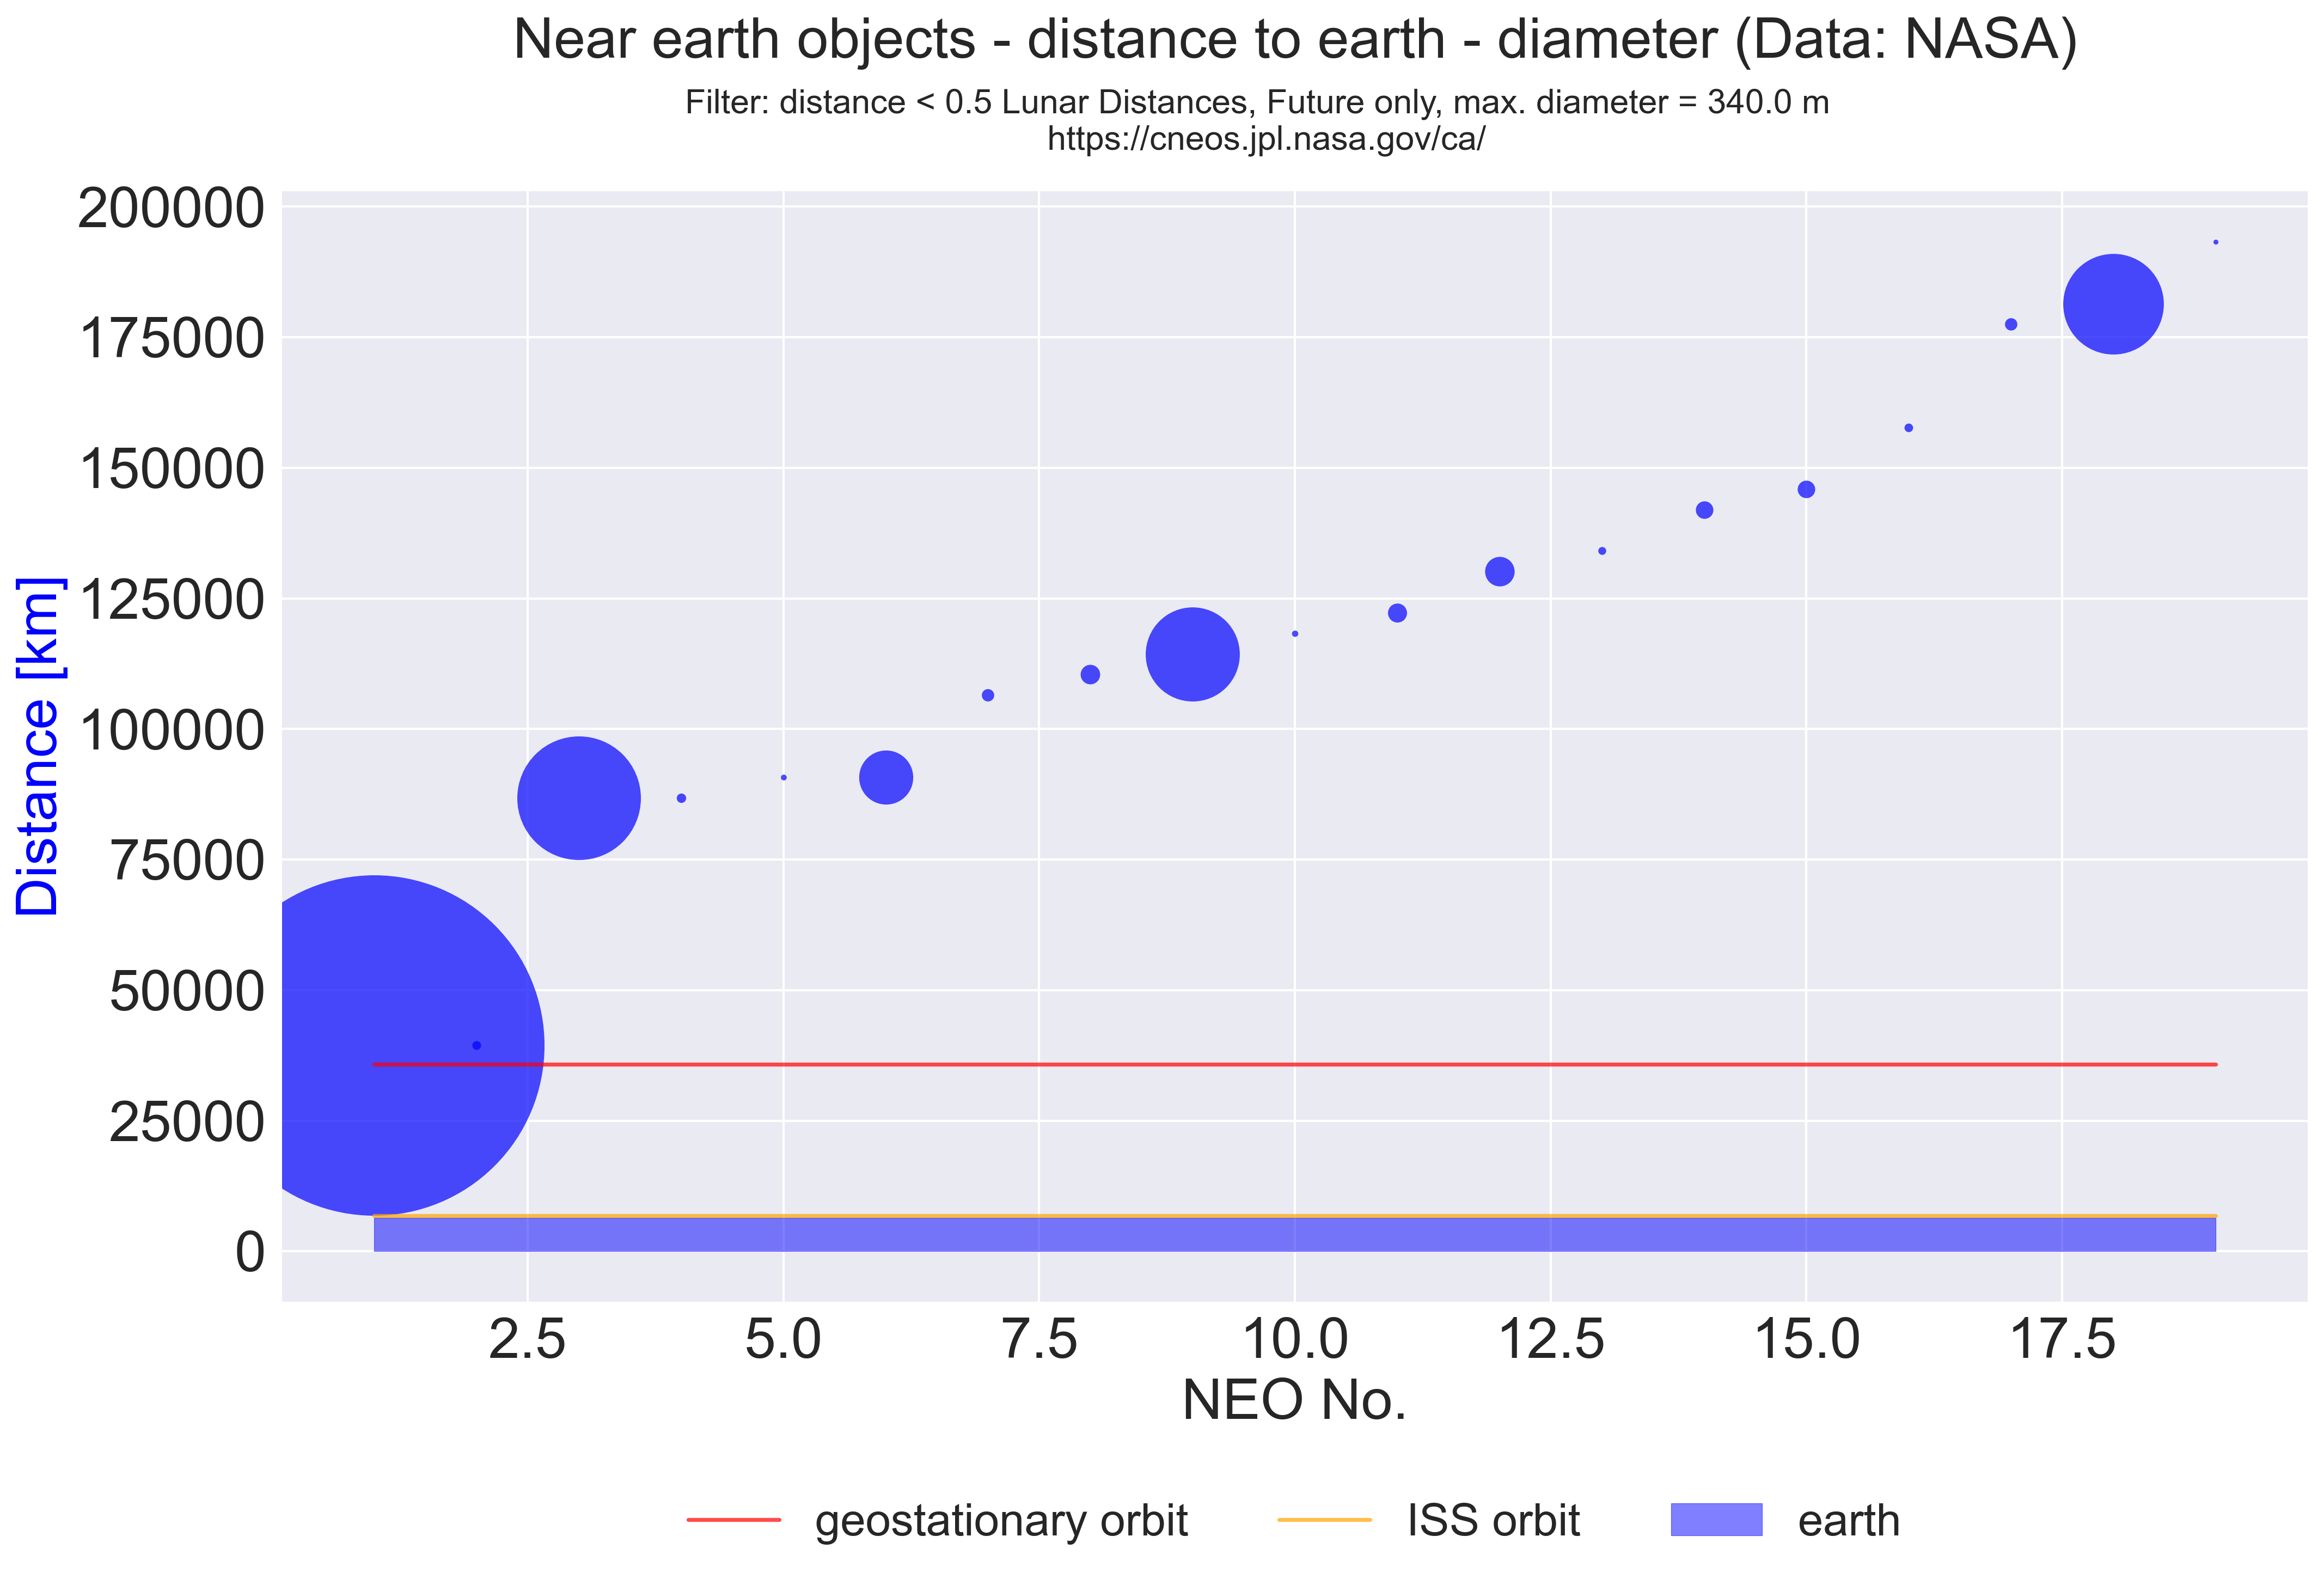 Near earth objects - distance to earth - diameter (Data: NASA)
Filter: distance < 0.5 Lunar Distances, Future only, max. diameter = 340.0 m
https://cneos.jpl.nasa.gov/ca/
Distance [km]
200000
175000
150000
125000
100000
75000
50000
25000
0
2.5 5.0 7.5 10.0 12.5 15.0 17.5
NEO No.
geostationary orbit ISS orbit earth